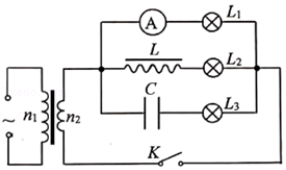 A L₁
L L₂
C L₃
~ n₁ n₂
K